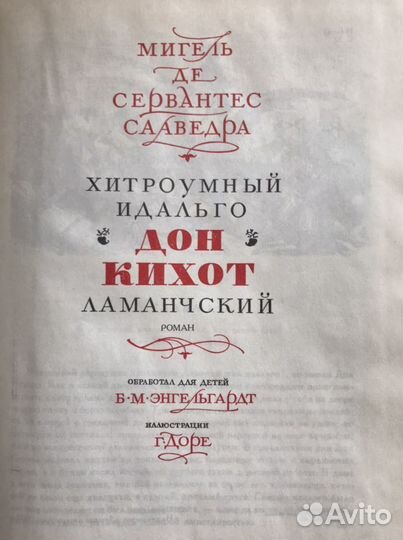 МИГЕЛЬ
ДЕ
СЕРВАНТЕС
СААВЕДРА
ХИТРОУМНЫЙ
ИДАЛЬГО
ДОН
КИХОТ
ЛАМАНЧСКИЙ
РОМАН
ОБРАБОТАЛ ДЛЯ ДЕТЕЙ
Б·М·ЭНГЕЛЬГАРДТ
ИЛЛЮСТРАЦИИ
Г·ДОРЕ
Avito